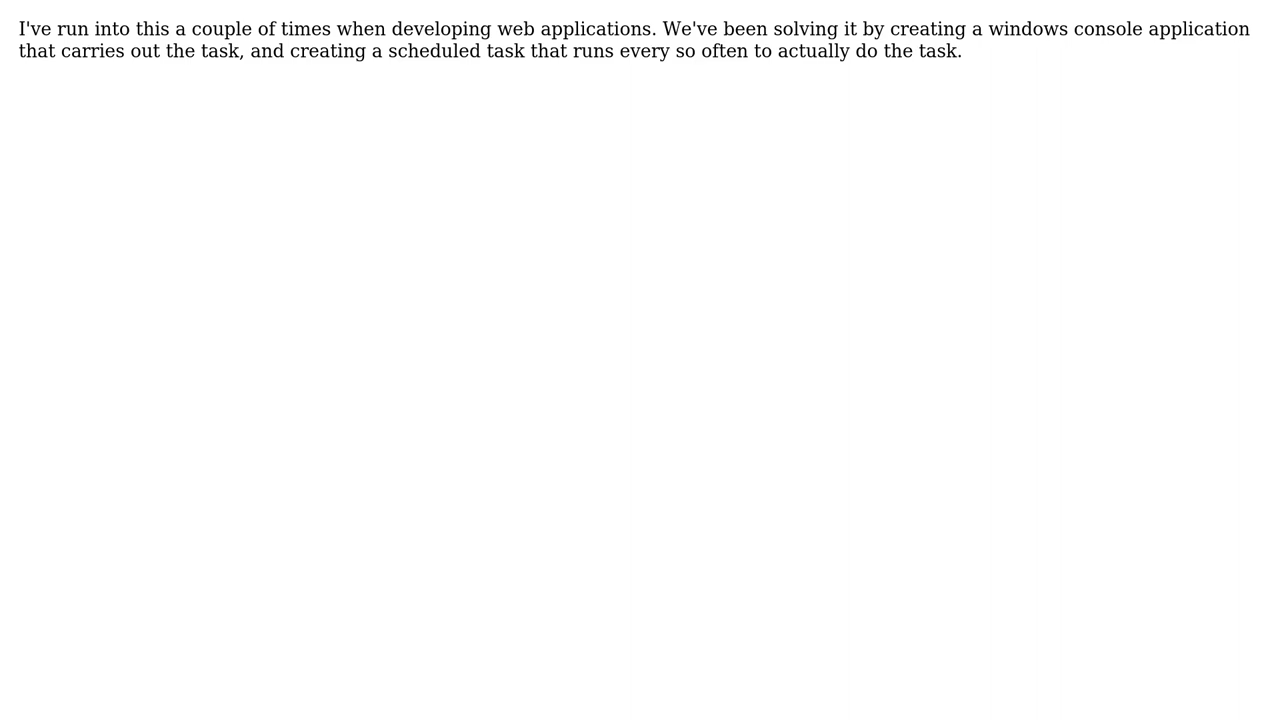 I've run into this a couple of times when developing web applications. We've been solving it by creating a windows console application
that carries out the task, and creating a scheduled task that runs every so often to actually do the task.